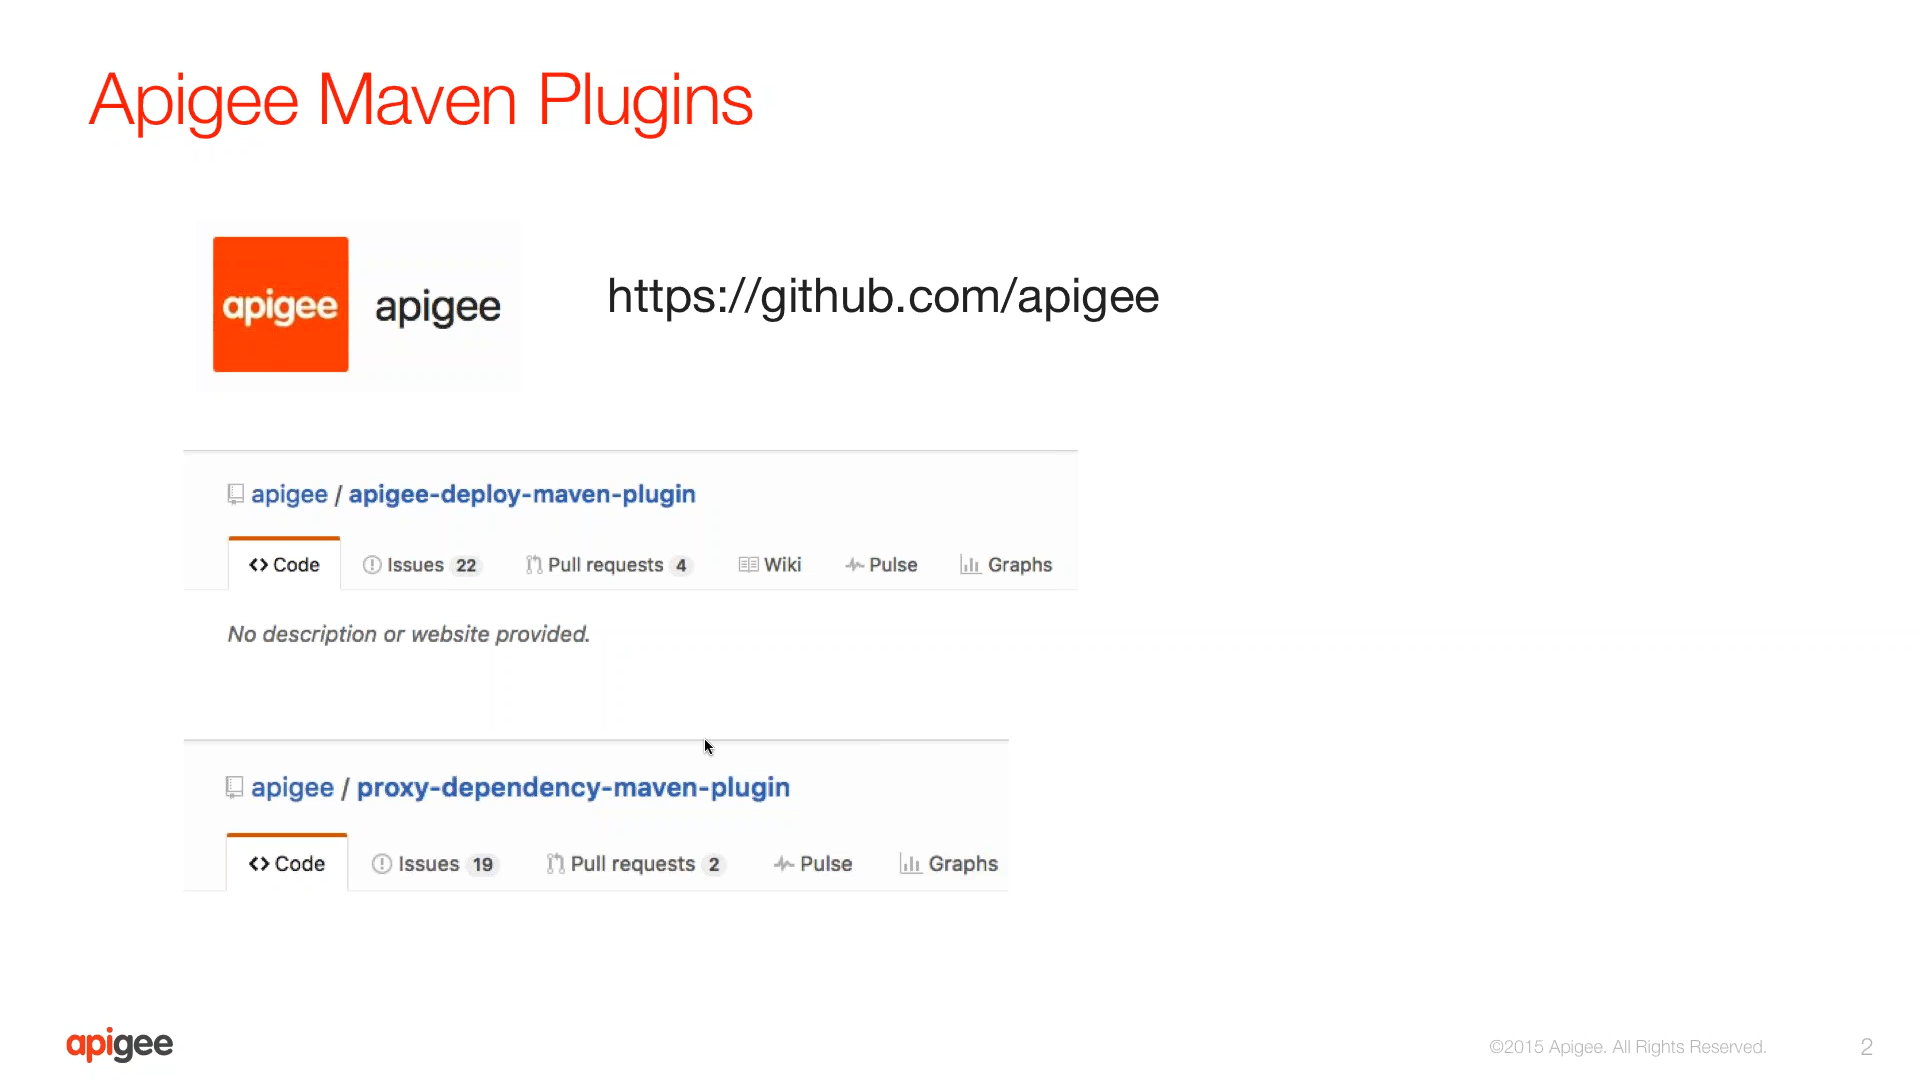 Apigee Maven Plugins
apigee apigee
https://github.com/apigee
apigee / apigee-deploy-maven-plugin
Code Issues 22 Pull requests 4 Wiki Pulse Graphs
No description or website provided.
apigee / proxy-dependency-maven-plugin
Code Issues 19 Pull requests 2 Pulse Graphs
apigee
©2015 Apigee. All Rights Reserved. 2